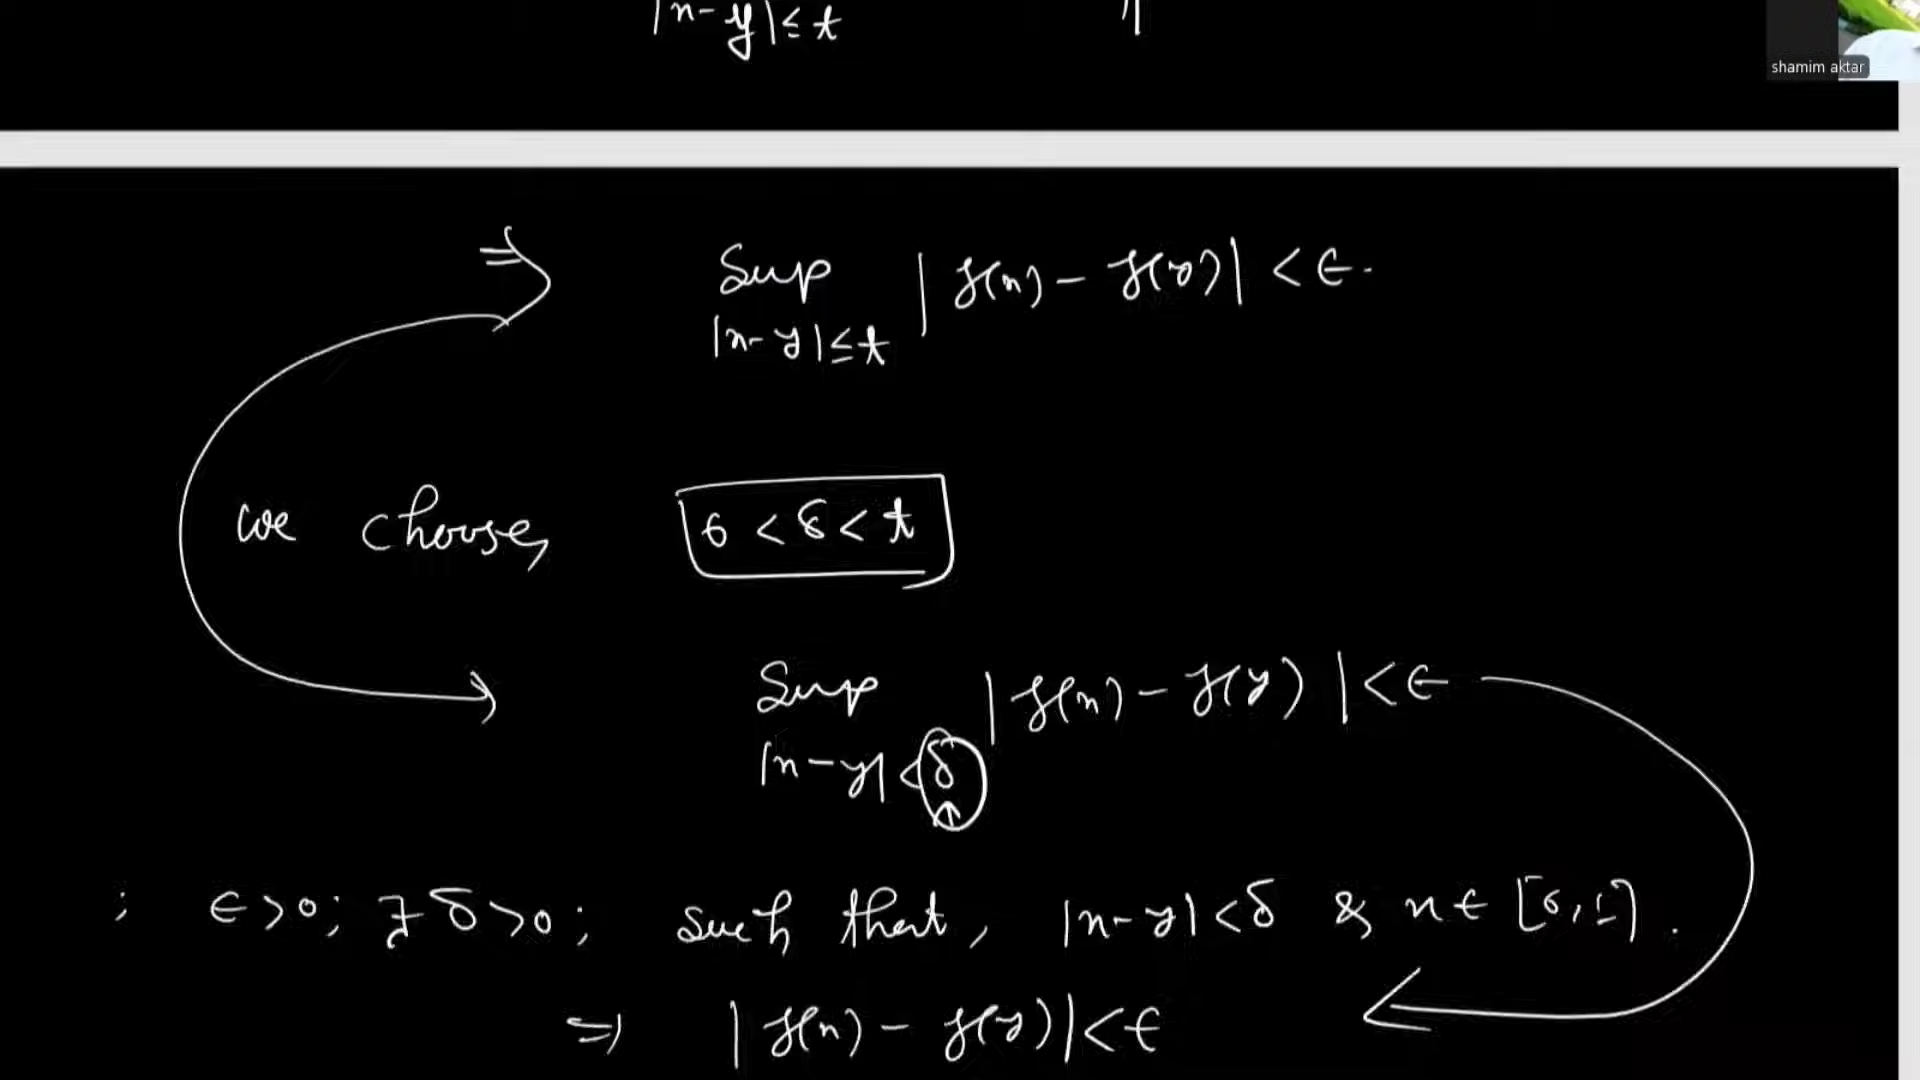 |x-y|≤t
shamim aktar
⇒ Sup |f(x) - f(y)| < ε.
|x-y|≤t
we choose, 0 < δ < t
Sup |f(x) - f(y)| < ε
|x-y| < δ
; ε>0; ∃ δ>0; such that, |x-y|<δ & x ∈ [0,1].
⇒ |f(x) - f(y)| < ε